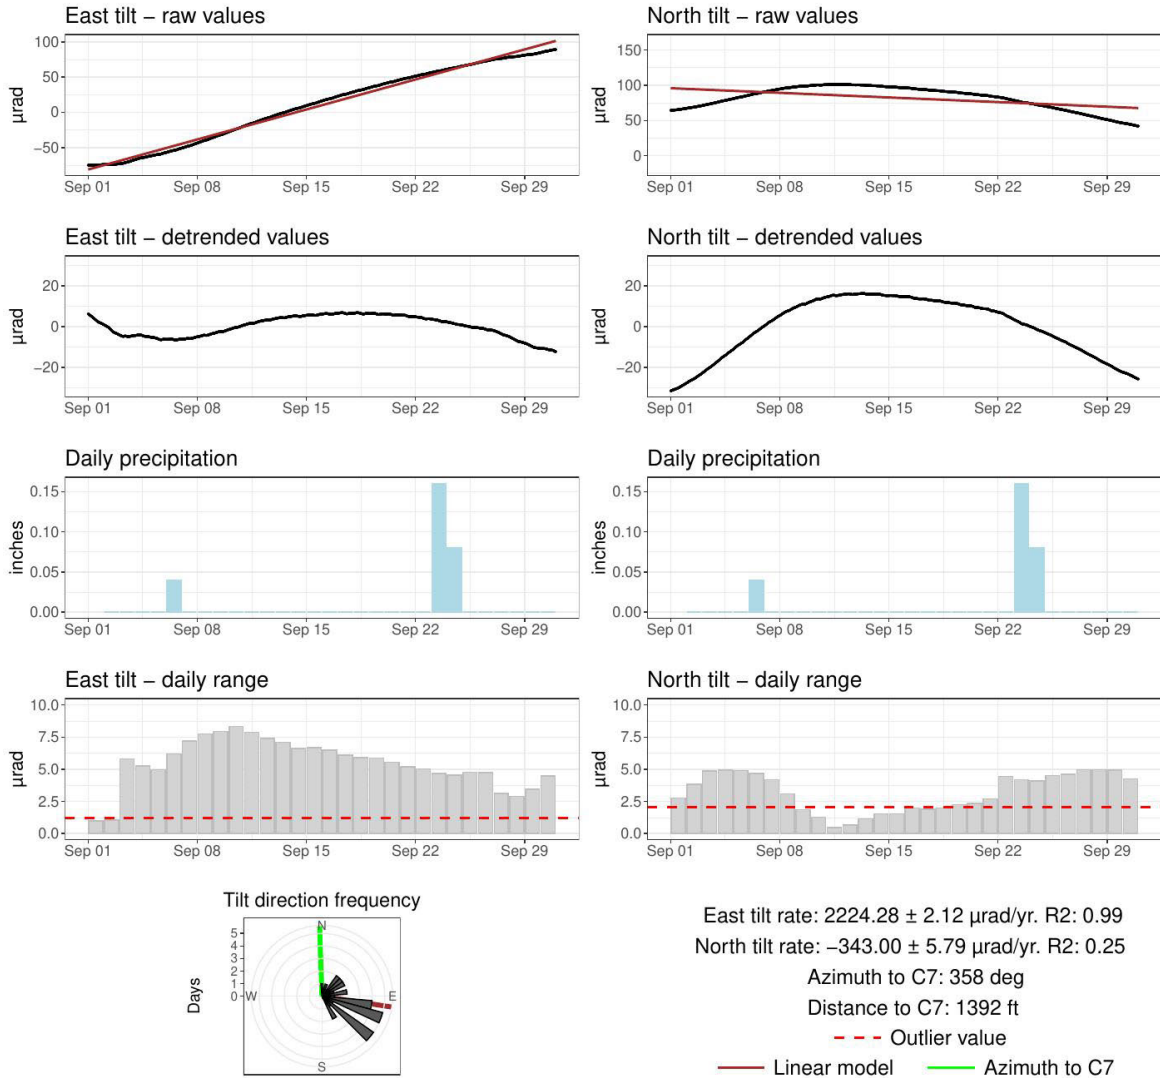 East tilt – raw values
North tilt – raw values
µrad
100
50
0
−50
Sep 01 Sep 08 Sep 15 Sep 22 Sep 29
µrad
150
100
50
0
Sep 01 Sep 08 Sep 15 Sep 22 Sep 29
East tilt – detrended values
North tilt – detrended values
µrad
20
0
−20
Sep 01 Sep 08 Sep 15 Sep 22 Sep 29
µrad
20
0
−20
Sep 01 Sep 08 Sep 15 Sep 22 Sep 29
Daily precipitation
Daily precipitation
inches
0.15
0.10
0.05
0.00
Sep 01 Sep 08 Sep 15 Sep 22 Sep 29
inches
0.15
0.10
0.05
0.00
Sep 01 Sep 08 Sep 15 Sep 22 Sep 29
East tilt – daily range
North tilt – daily range
µrad
10.0
7.5
5.0
2.5
0.0
Sep 01 Sep 08 Sep 15 Sep 22 Sep 29
µrad
10.0
7.5
5.0
2.5
0.0
Sep 01 Sep 08 Sep 15 Sep 22 Sep 29
Tilt direction frequency
Days
5
4
3
2
1
0
N
W
E
S
East tilt rate: 2224.28 ± 2.12 µrad/yr. R2: 0.99
North tilt rate: −343.00 ± 5.79 µrad/yr. R2: 0.25
Azimuth to C7: 358 deg
Distance to C7: 1392 ft
Outlier value
Linear model Azimuth to C7